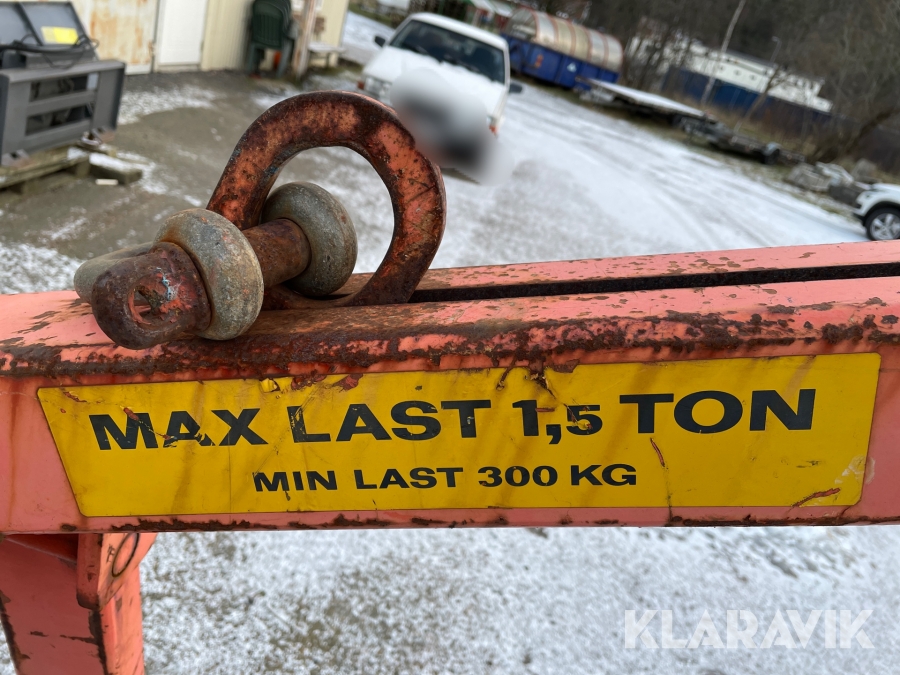 MAX LAST 1,5 TON
MIN LAST 300 KG
KLARAVIK